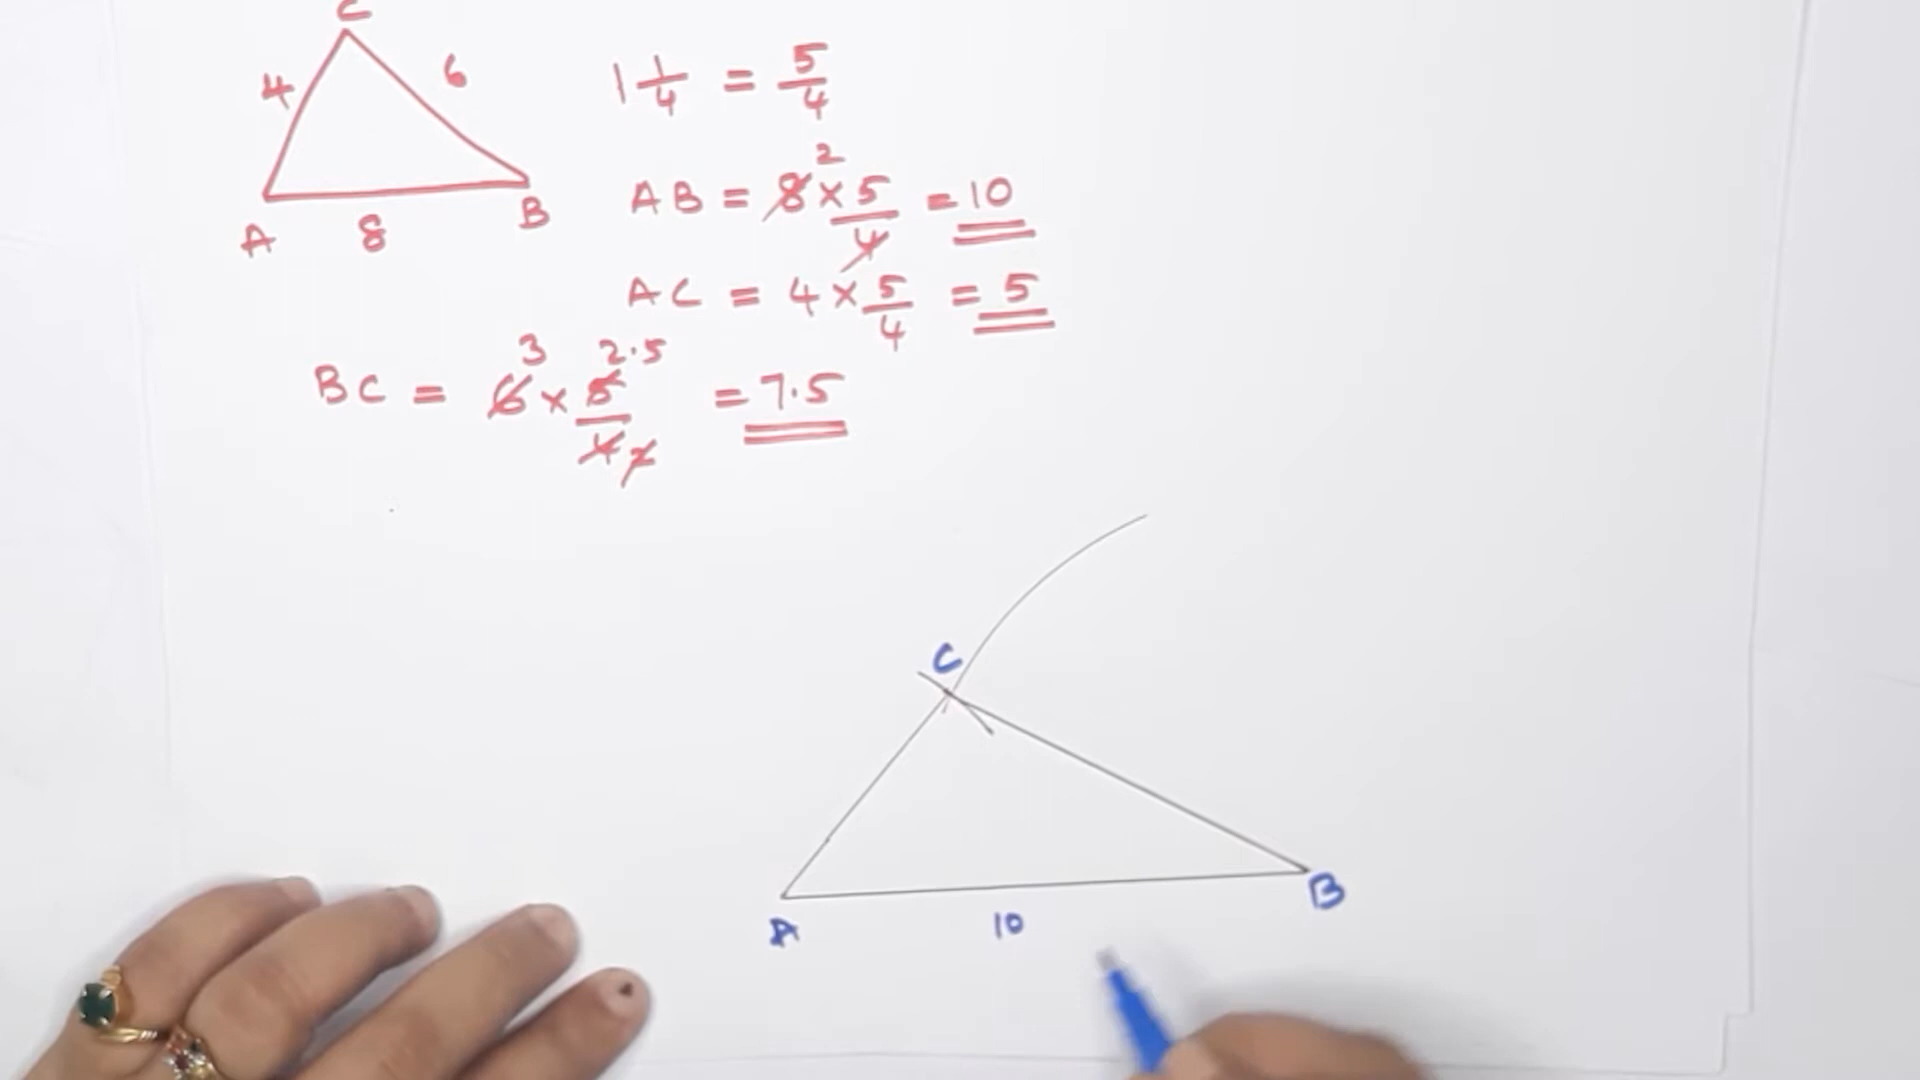 C
4
6
A
8
B
1 1/4 = 5/4
2
AB = 8 × 5/4 = 10
AC = 4 × 5/4 = 5
3 2.5
BC = 6 × 5/4 2 = 7.5
C
A
10
B